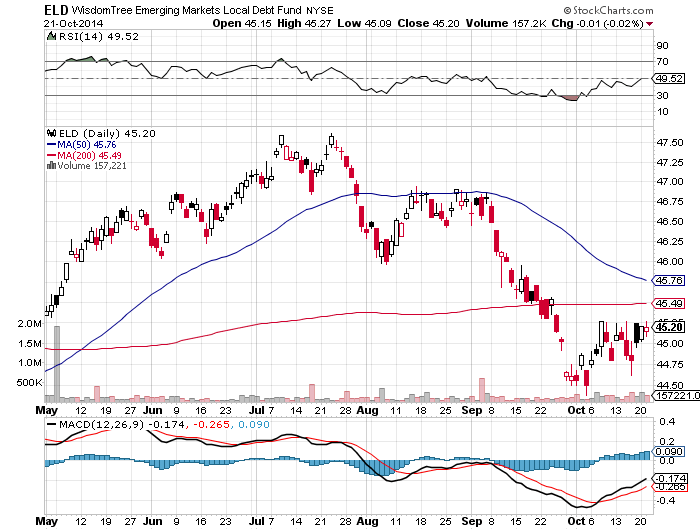 ELD WisdomTree Emerging Markets Local Debt Fund NYSE © StockCharts.com
21-Oct-2014 Open 45.15 High 45.27 Low 45.09 Close 45.20 Volume 157.2K Chg -0.01 (-0.02%)
RSI(14) 49.52
90
70
49.52
30
10
ELD (Daily) 45.20
MA(50) 45.76
MA(200) 45.49
Volume 157,221
47.50
47.25
47.00
46.75
46.50
46.25
46.00
45.76
45.49
45.20
2.0M
1.5M 45.00
1.0M 44.75
500K 44.50
157221.0
May 12 19 27 Jun 9 16 23 Jul 7 14 21 28 Aug 11 18 25 Sep 8 15 22 Oct 6 13 20
MACD(12,26,9) -0.174, -0.265, 0.090
0.4
0.2
0.090
0.0
-0.174
-0.265
-0.4
May 12 19 27 Jun 9 16 23 Jul 7 14 21 28 Aug 11 18 25 Sep 8 15 22 Oct 6 13 20